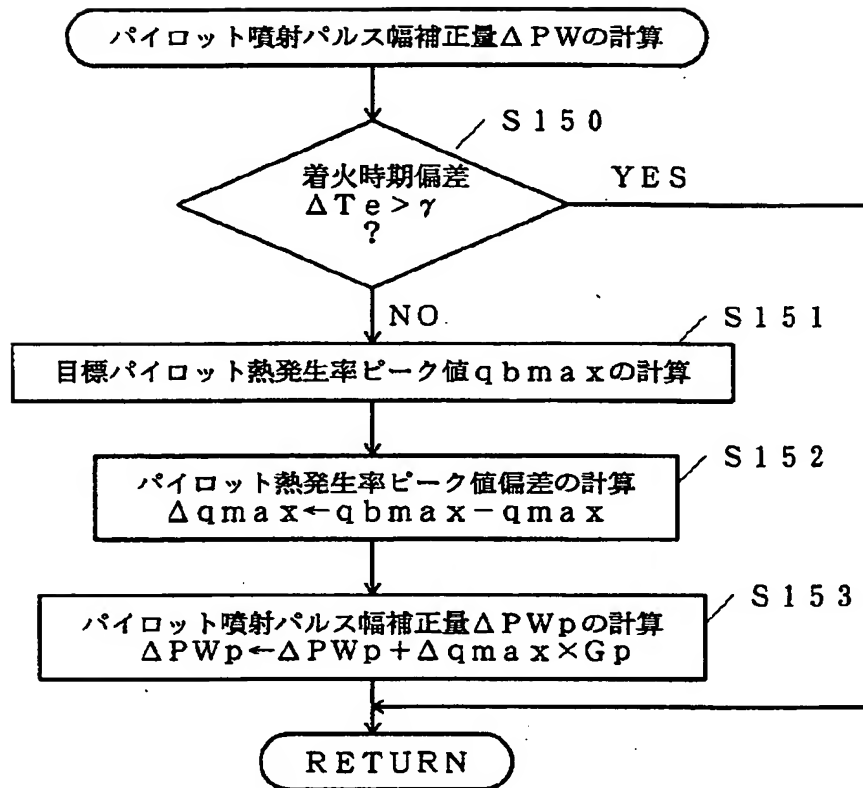 パイロット噴射パルス幅補正量ΔPWの計算
S150
着火時期偏差
ΔTe>γ
?
YES
NO
S151
目標パイロット熱発生率ピーク値qbmaxの計算
S152
パイロット熱発生率ピーク値偏差の計算
Δqmax←qbmax-qmax
S153
パイロット噴射パルス幅補正量ΔPWpの計算
ΔPWp←ΔPWp+Δqmax×Gp
RETURN